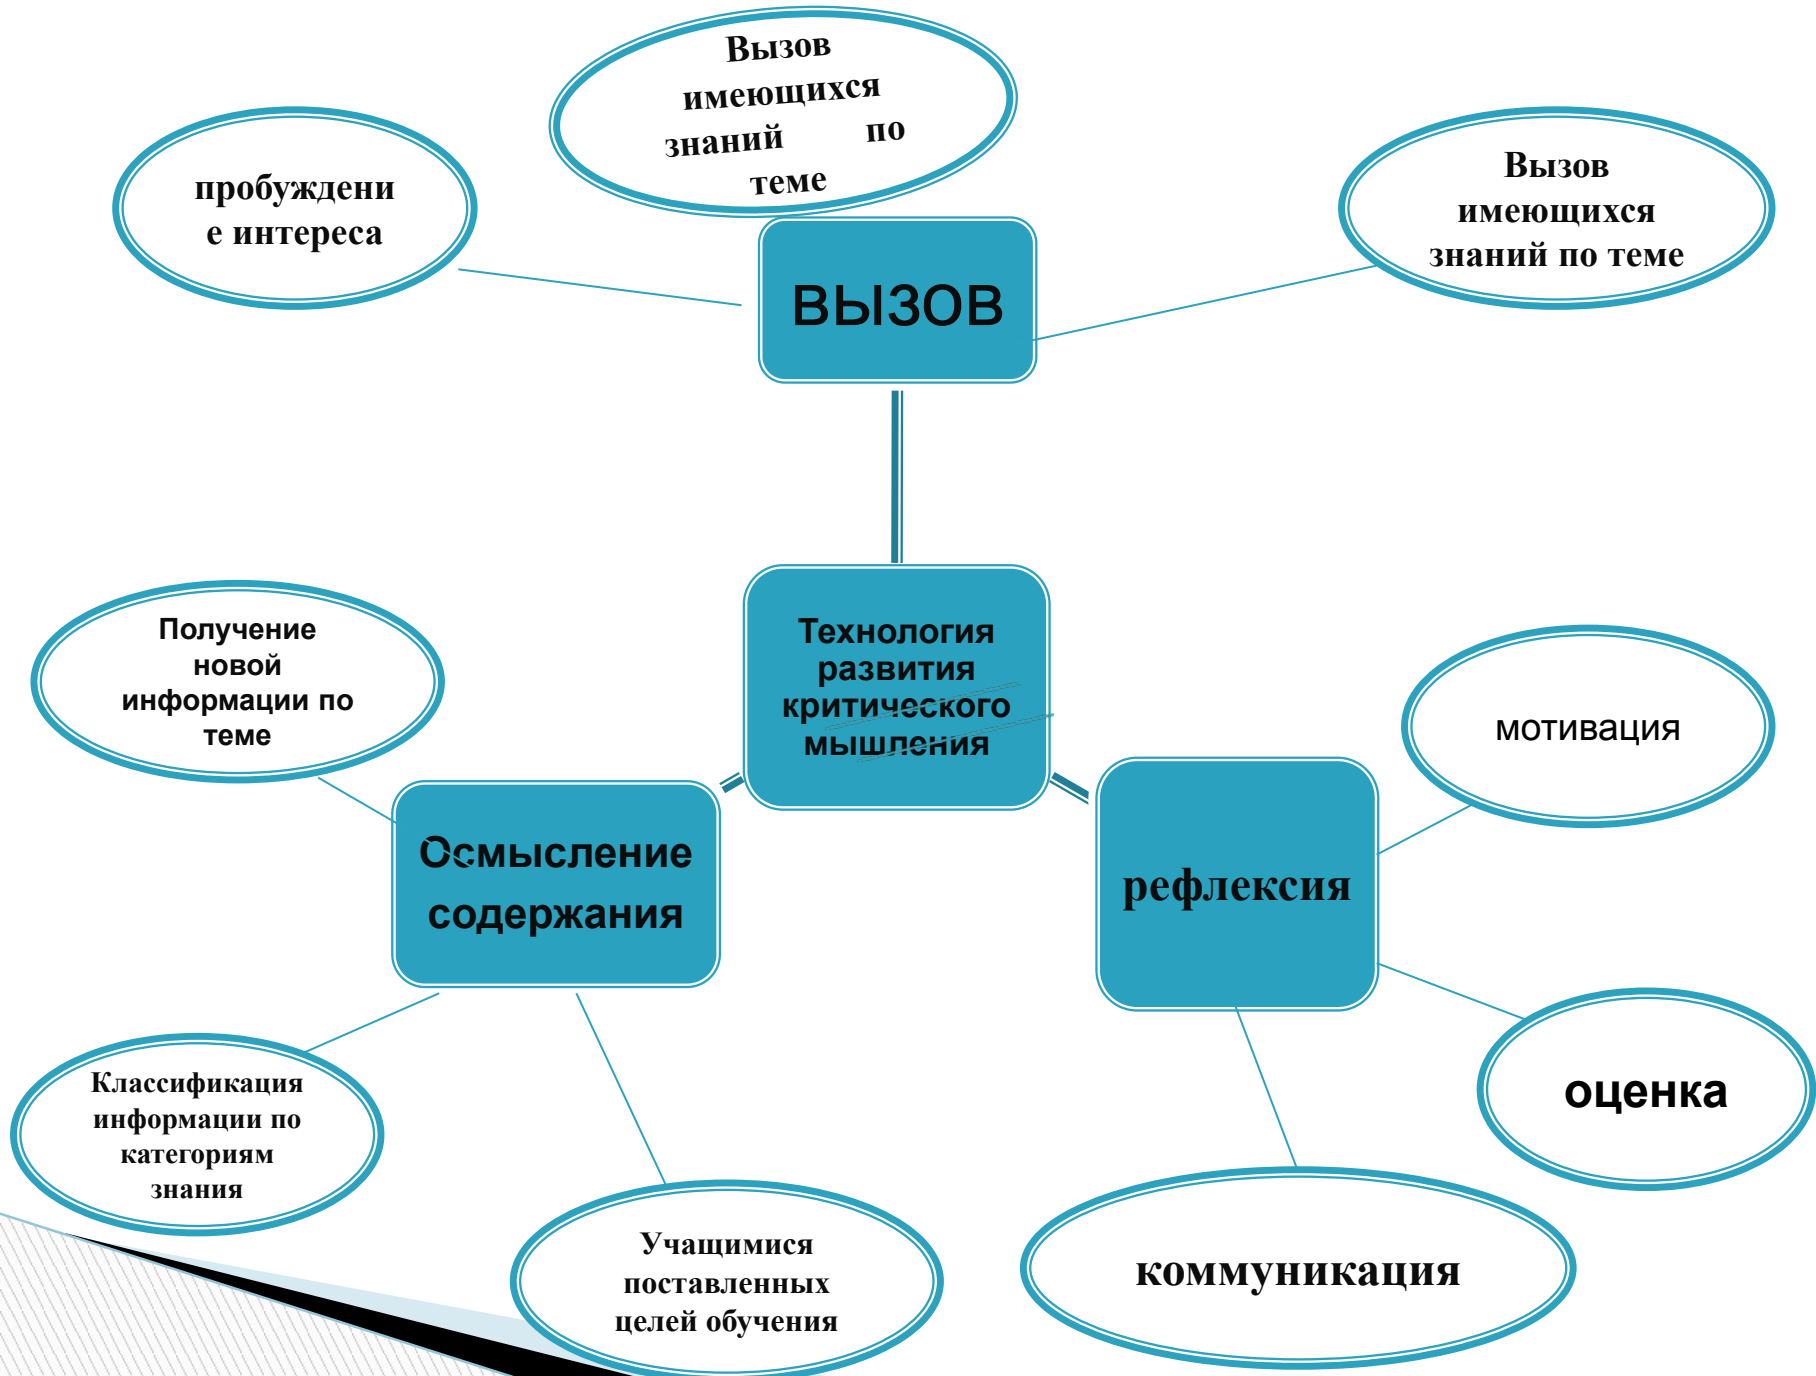 Вызов
имеющихся
знаний по
теме
пробуждени
е интереса
Вызов
имеющихся
знаний по теме
ВЫЗОВ
Технология
развития
критического
мышления
Получение
новой
информации по
теме
мотивация
Осмысление
содержания
рефлексия
Классификация
информации по
категориям
знания
оценка
Учащимися
поставленных
целей обучения
коммуникация